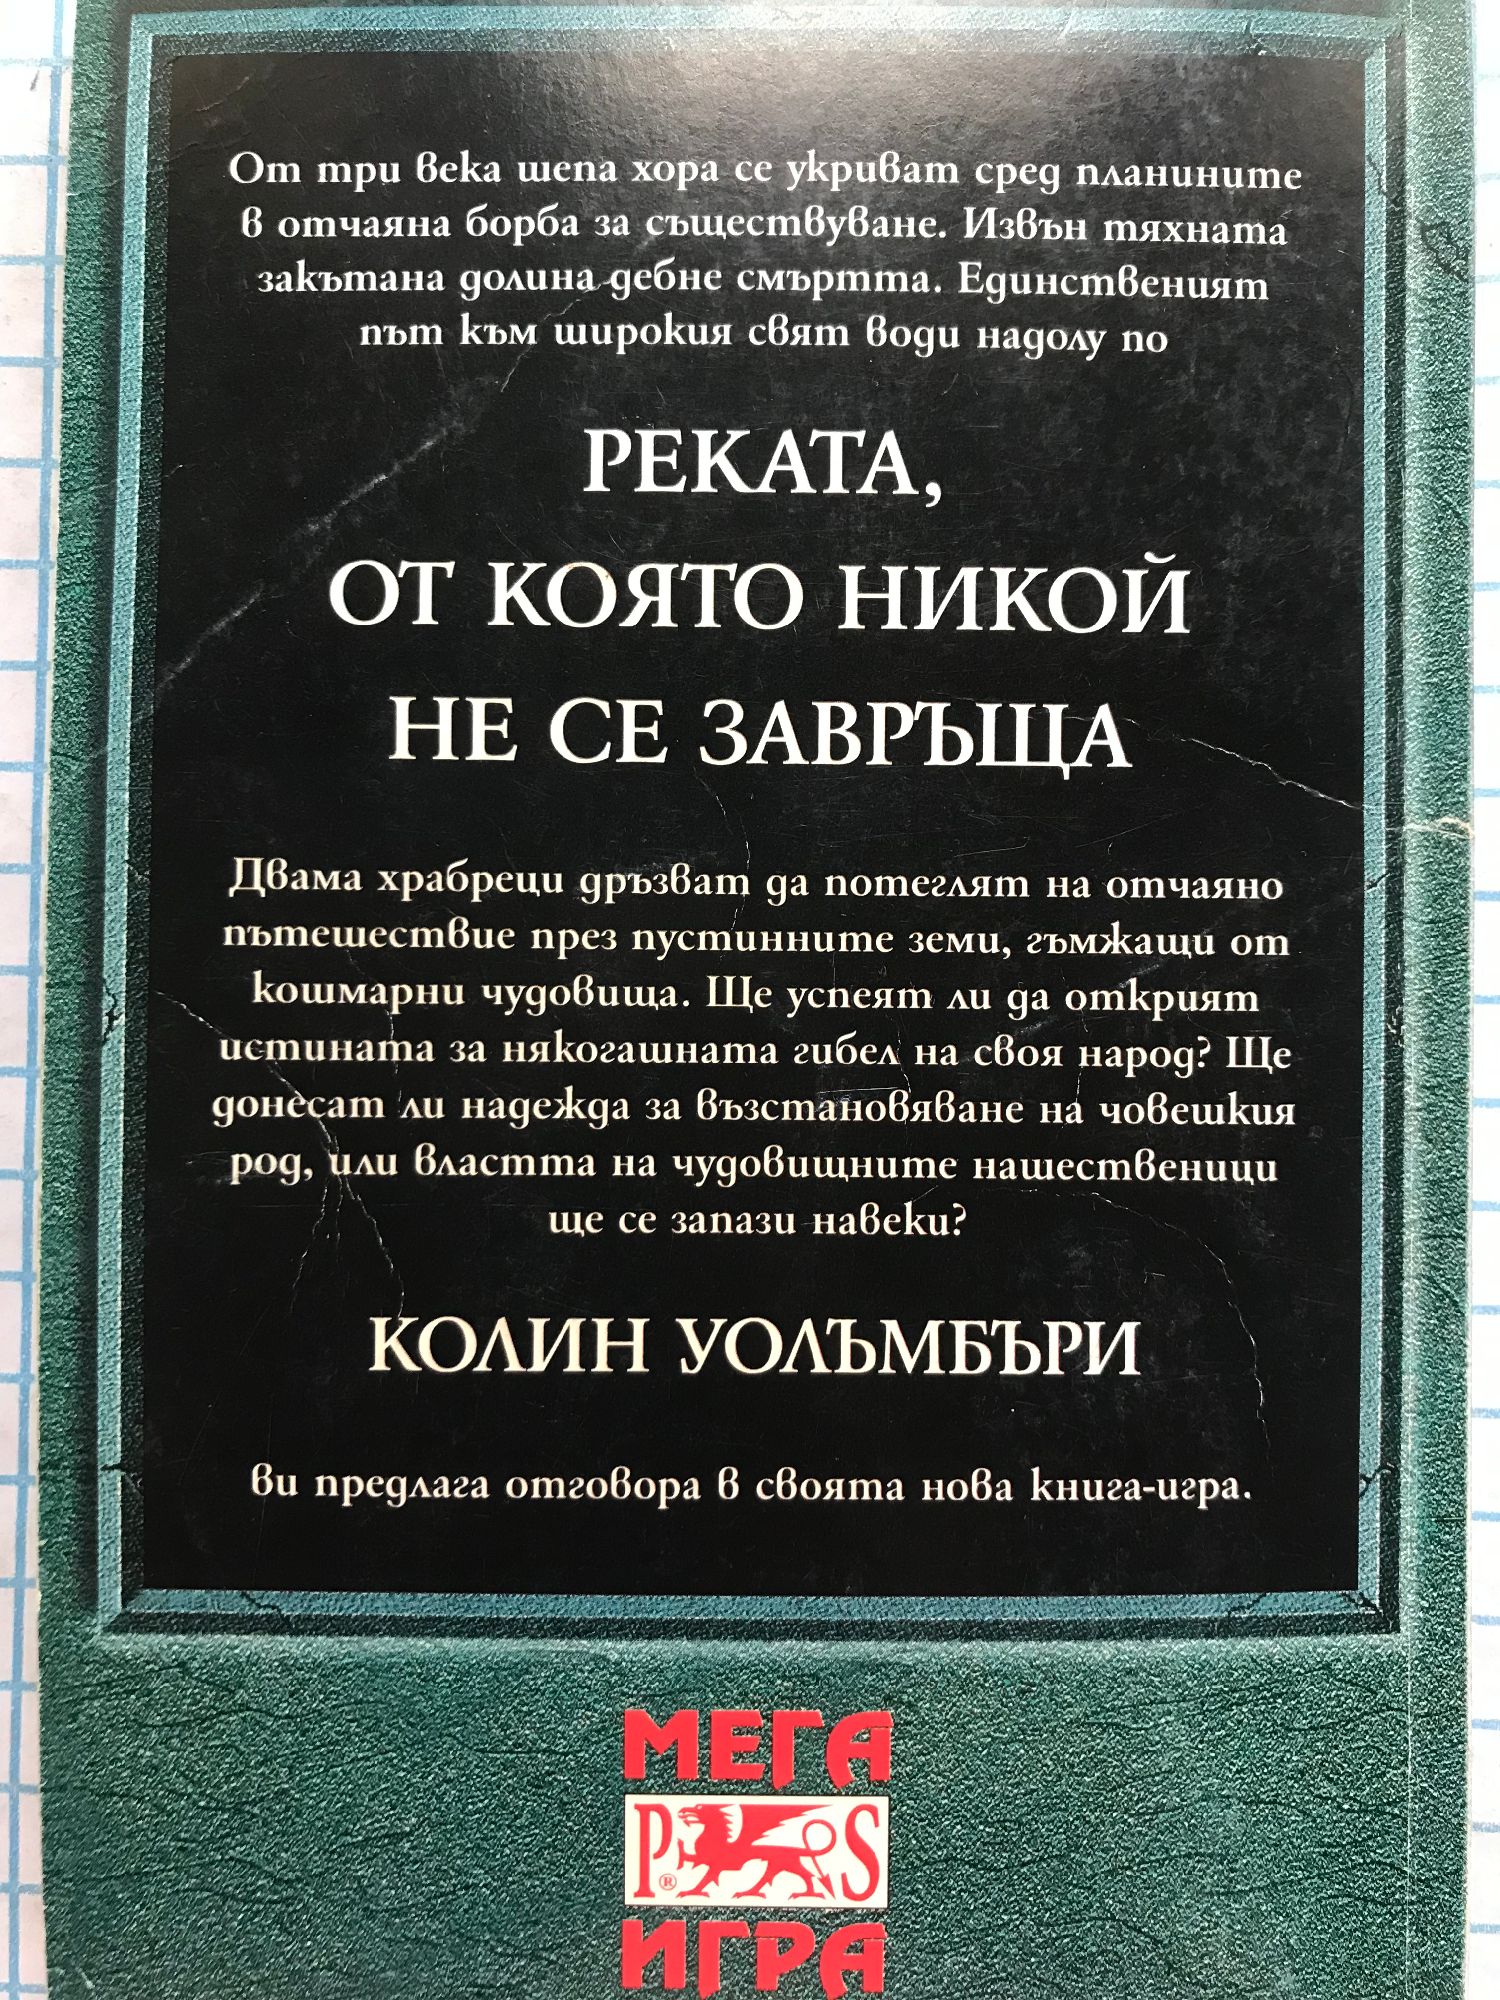 От три века шепа хора се укриват сред планините
в отчаяна борба за съществуване. Извън тяхната
закътана долина дебне смъртта. Единственият
път към широкия свят води надолу по
РЕКАТА,
ОТ КОЯТО НИКОЙ
НЕ СЕ ЗАВРЪЩА
Двама храбреци дръзват да потеглят на отчаяно
пътешествие през пустинните земи, гъмжащи от
кошмарни чудовища. Ще успеят ли да открият
истината за някогашната гибел на своя народ? Ще
донесат ли надежда за възстановяване на човешкия
род, или властта на чудовищните нашественици
ще се запази навеки?
КОЛИН УОЛЪМБЪРИ
ви предлага отговора в своята нова книга-игра.
МЕГА
P S
®
ИГРА